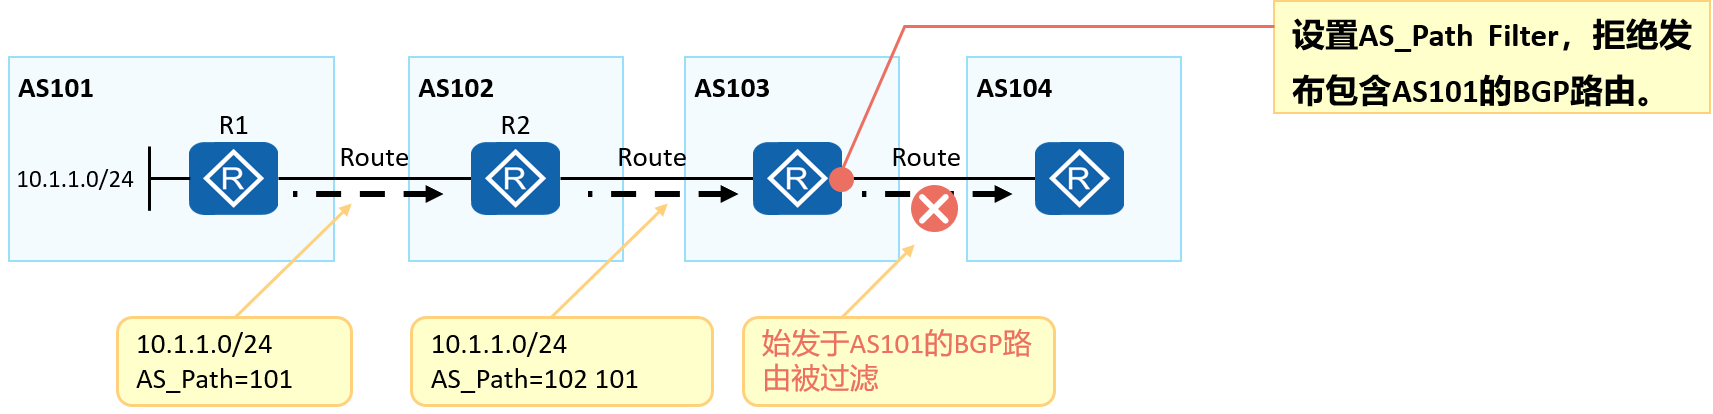 设置AS_Path Filter，拒绝发
布包含AS101的BGP路由。
AS101
AS102
AS103
AS104
R1
R2
Route
Route
Route
10.1.1.0/24
R
R
R
R
10.1.1.0/24
AS_Path=101
10.1.1.0/24
AS_Path=102 101
始发于AS101的BGP路
由被过滤